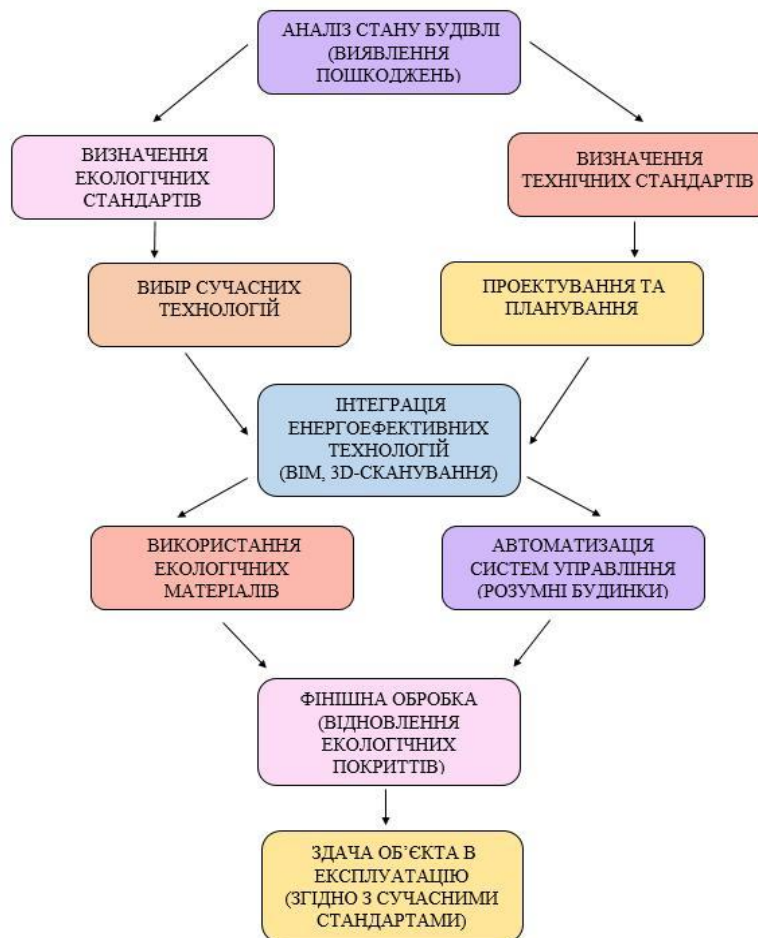 АНАЛІЗ СТАНУ БУДІВЛІ
(ВИЯВЛЕННЯ
ПОШКОДЖЕНЬ)
ВИЗНАЧЕННЯ
ЕКОЛОГІЧНИХ
СТАНДАРТІВ
ВИЗНАЧЕННЯ
ТЕХНІЧНИХ СТАНДАРТІВ
ВИБІР СУЧАСНИХ
ТЕХНОЛОГІЙ
ПРОЕКТУВАННЯ ТА
ПЛАНУВАННЯ
ІНТЕГРАЦІЯ
ЕНЕРГОЕФЕКТИВНИХ
ТЕХНОЛОГІЙ
(BIM, 3D-СКАНУВАННЯ)
ВИКОРИСТАННЯ
ЕКОЛОГІЧНИХ
МАТЕРІАЛІВ
АВТОМАТИЗАЦІЯ
СИСТЕМ УПРАВЛІННЯ
(РОЗУМНІ БУДИНКИ)
ФІНІШНА ОБРОБКА
(ВІДНОВЛЕННЯ
ЕКОЛОГІЧНИХ
ПОКРИТТІВ)
ЗДАЧА ОБ’ЄКТА В
ЕКСПЛУАТАЦІЮ
(ЗГІДНО З СУЧАСНИМИ
СТАНДАРТАМИ)